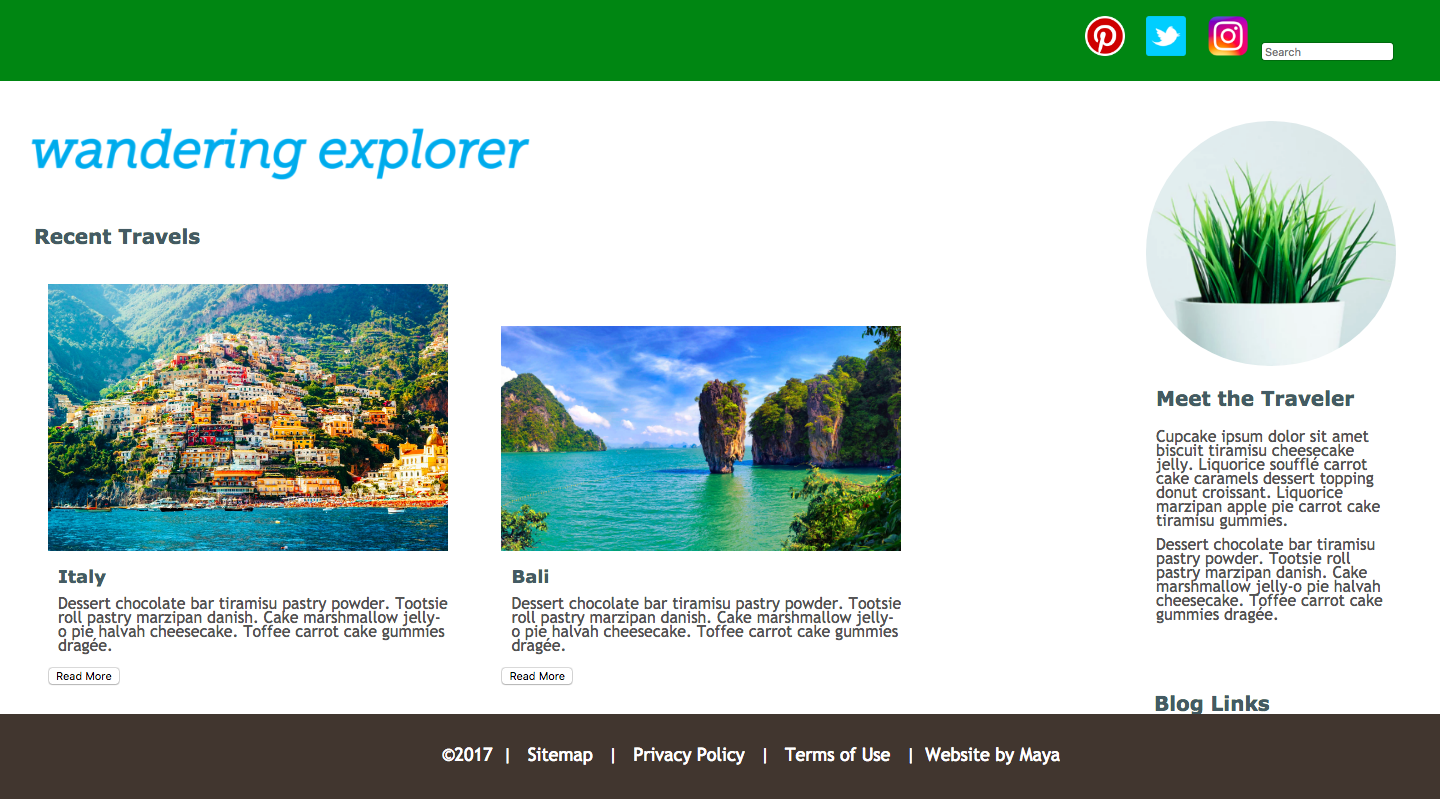 Search
wandering explorer
Recent Travels
Italy
Dessert chocolate bar tiramisu pastry powder. Tootsie
roll pastry marzipan danish. Cake marshmallow jelly-
o pie halvah cheesecake. Toffee carrot cake gummies
dragée.
Read More
Bali
Dessert chocolate bar tiramisu pastry powder. Tootsie
roll pastry marzipan danish. Cake marshmallow jelly-
o pie halvah cheesecake. Toffee carrot cake gummies
dragée.
Read More
Meet the Traveler
Cupcake ipsum dolor sit amet
biscuit tiramisu cheesecake
jelly. Liquorice soufflé carrot
cake caramels dessert topping
donut croissant. Liquorice
marzipan apple pie carrot cake
tiramisu gummies.
Dessert chocolate bar tiramisu
pastry powder. Tootsie roll
pastry marzipan danish. Cake
marshmallow jelly-o pie halvah
cheesecake. Toffee carrot cake
gummies dragée.
Blog Links
©2017 | Sitemap | Privacy Policy | Terms of Use | Website by Maya